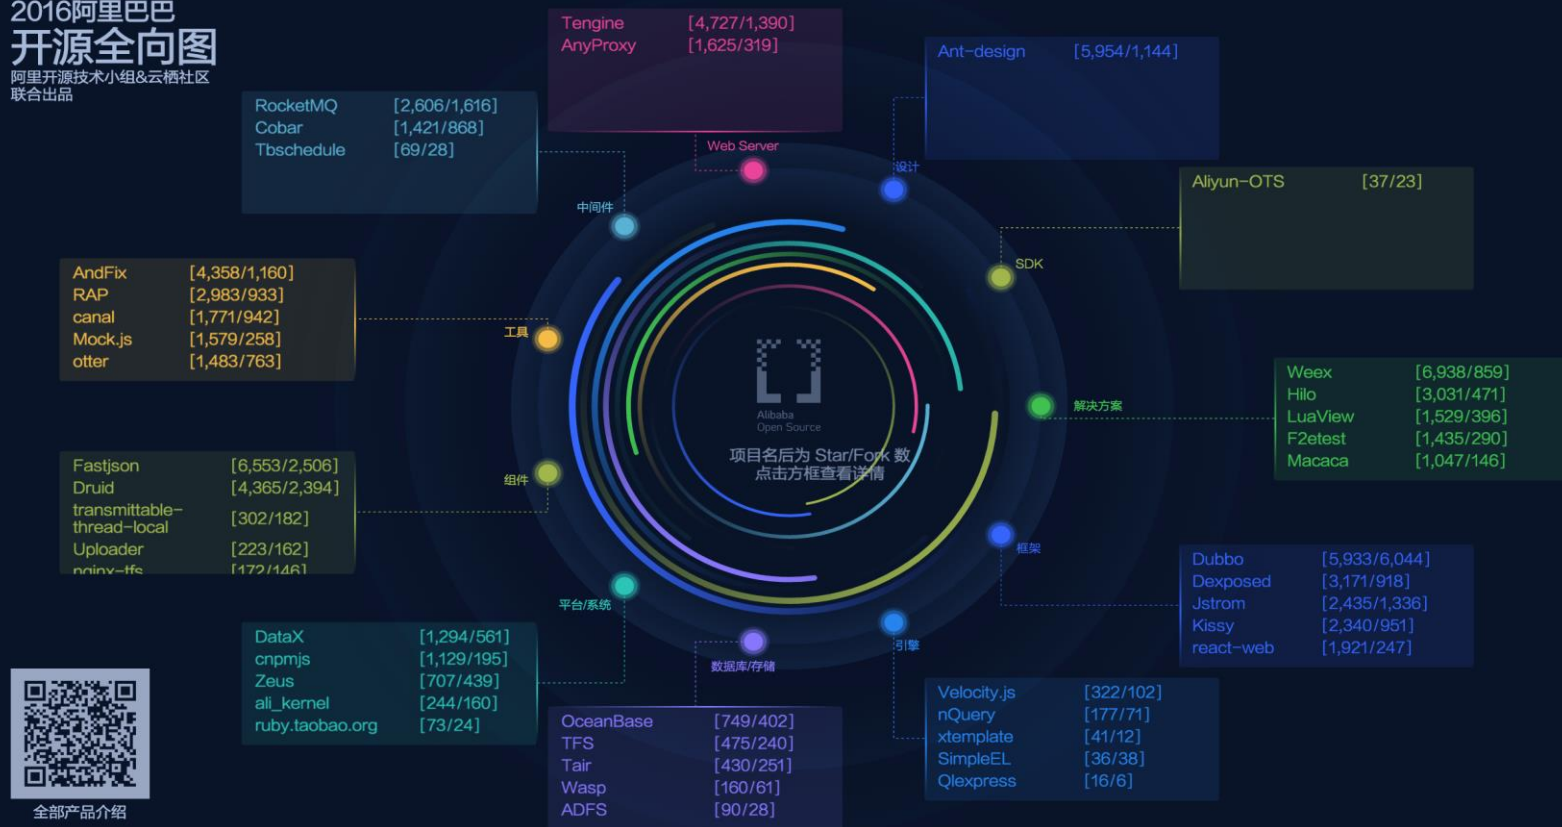 2016阿里巴巴
开源全向图
阿里开源技术小组&云栖社区
联合出品
Tengine [4,727/1,390]
AnyProxy [1,625/319]
Web Server
Ant-design [5,954/1,144]
设计
RocketMQ [2,606/1,616]
Cobar [1,421/868]
Tbschedule [69/28]
中间件
Aliyun-OTS [37/23]
SDK
AndFix [4,358/1,160]
RAP [2,983/933]
canal [1,771/942]
Mock.js [1,579/258]
otter [1,483/763]
工具
Alibaba
Open Source
项目名后为 Star/Fork 数
点击方框查看详情
Weex [6,938/859]
Hilo [3,031/471]
LuaView [1,529/396]
F2etest [1,435/290]
Macaca [1,047/146]
解决方案
Fastjson [6,553/2,506]
Druid [4,365/2,394]
transmittable-
thread-local [302/182]
Uploader [223/162]
nginx-tfs [172/146]
组件
Dubbo [5,933/6,044]
Dexposed [3,171/918]
Jstrom [2,435/1,336]
Kissy [2,340/951]
react-web [1,921/247]
框架
平台/系统
DataX [1,294/561]
cnpmjs [1,129/195]
Zeus [707/439]
ali_kernel [244/160]
ruby.taobao.org [73/24]
数据库/存储
OceanBase [749/402]
TFS [475/240]
Tair [430/251]
Wasp [160/61]
ADFS [90/28]
引擎
Velocity.js [322/102]
nQuery [177/71]
xtemplate [41/12]
SimpleEL [36/38]
Qlexpress [16/6]
全部产品介绍